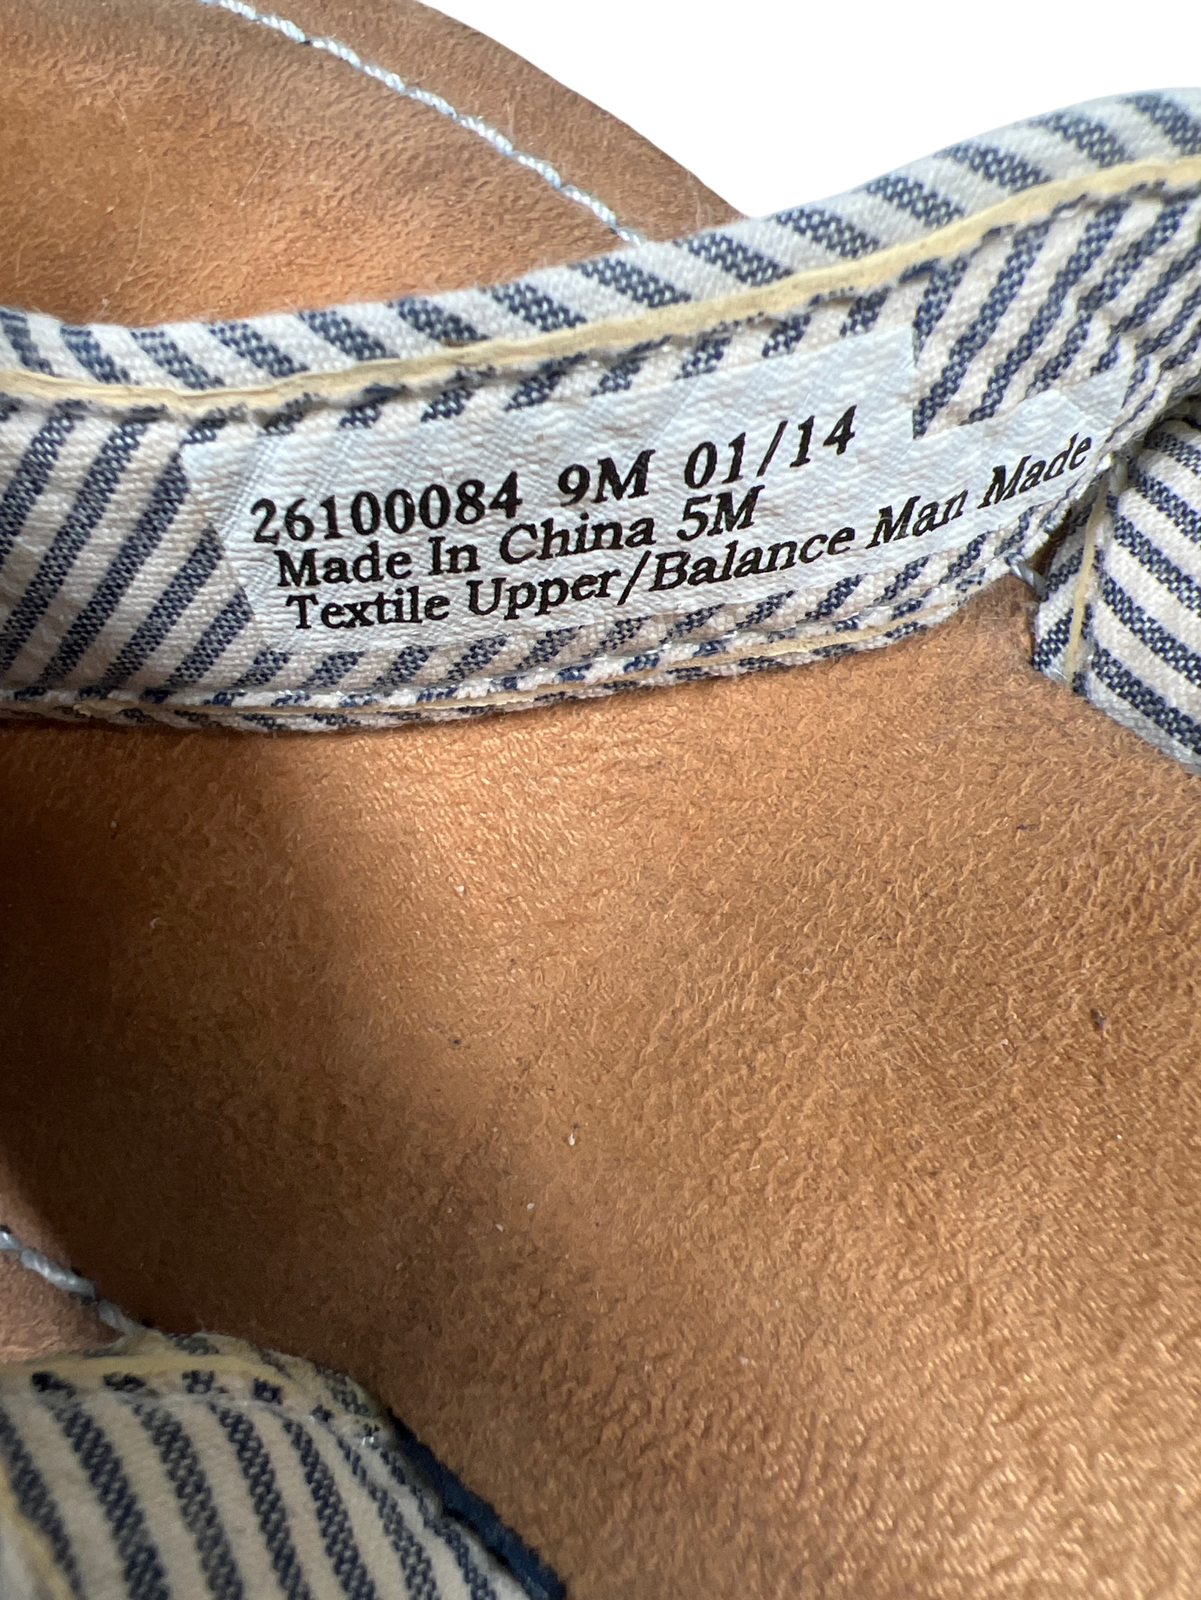 26100084 9M 01/14
Made In China 5M
Textile Upper/Balance Man Made